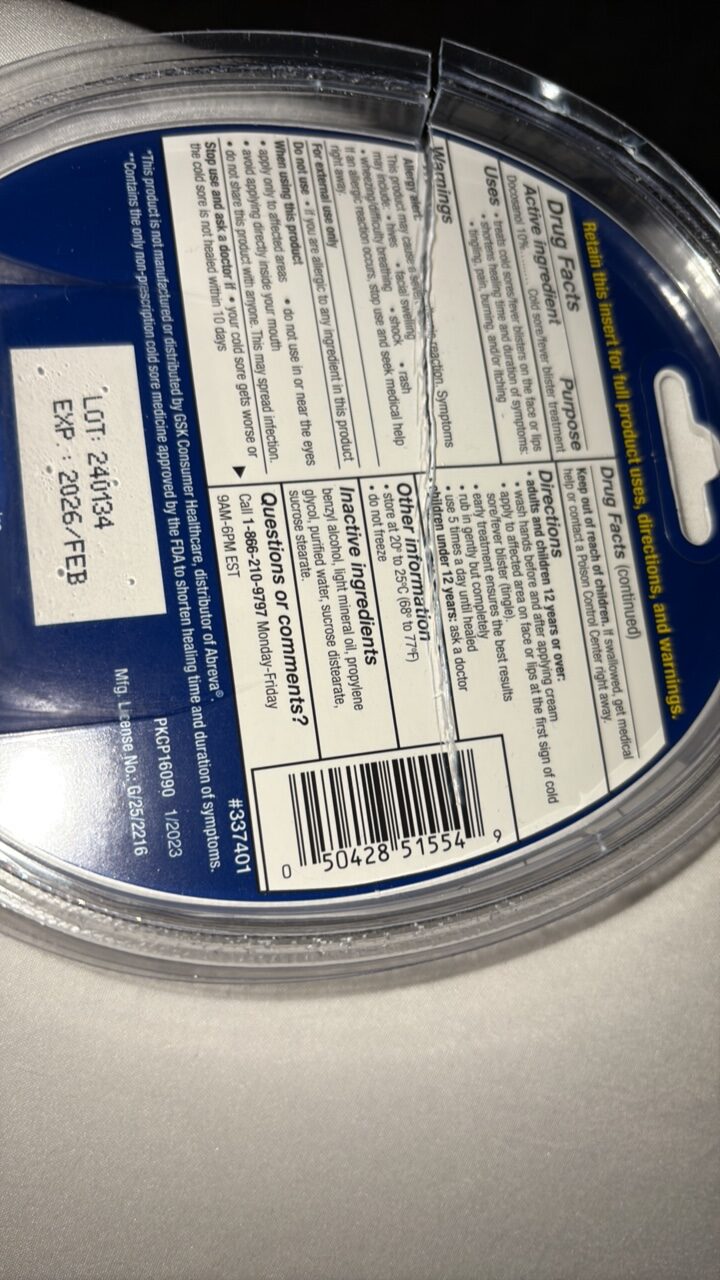 Retain this insert for full product uses, directions, and warnings.
Drug Facts
Active ingredient Purpose
Docosanol 10%........ Cold sore/fever blister treatment
Uses • treats cold sores/fever blisters on the face or lips
• shortens healing time and duration of symptoms:
• tingling, pain, burning, and/or itching
Warnings
Allergy alert:
This product may cause a reaction. Symptoms
may include: • hives • facial swelling
• wheezing/difficulty breathing • shock • rash
If an allergic reaction occurs, stop use and seek medical help
right away.
For external use only
Do not use • if you are allergic to any ingredient in this product
When using this product
• apply only to affected areas • do not use in or near the eyes
• avoid applying directly inside your mouth
• do not share this product with anyone. This may spread infection.
Stop use and ask a doctor if • your cold sore gets worse or
the cold sore is not healed within 10 days
Drug Facts (continued)
Keep out of reach of children. If swallowed, get medical
help or contact a Poison Control Center right away.
Directions
• adults and children 12 years or over:
• wash hands before and after applying cream
apply to affected area on face or lips at the first sign of cold
sore/fever blister (tingle).
• early treatment ensures the best results
• rub in gently but completely
• use 5 times a day until healed
children under 12 years: ask a doctor
Other information
• store at 20° to 25°C (68° to 77°F)
• do not freeze
Inactive ingredients
benzyl alcohol, light mineral oil, propylene
glycol, purified water, sucrose distearate,
sucrose stearate.
Questions or comments?
Call 1-866-210-9797 Monday-Friday
9AM-6PM EST
0 50428 51554 9
#337401
*This product is not manufactured or distributed by GSK Consumer Healthcare, distributor of Abreva®.
**Contains the only non-prescription cold sore medicine approved by the FDA to shorten healing time and duration of symptoms.
PKCP16090 1/2023
Mfg. License No.: G/25/2216
LOT: 240134
EXP : 2026/FEB